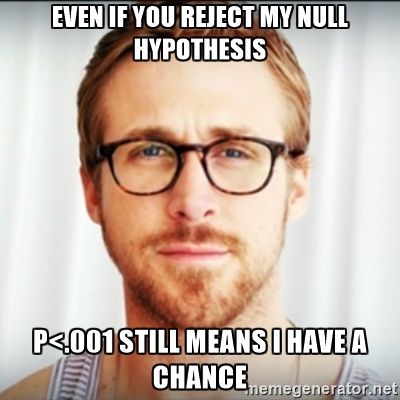 EVEN IF YOU REJECT MY NULL
HYPOTHESIS
P<.001 STILL MEANS I HAVE A
CHANCE
memegenerator.net